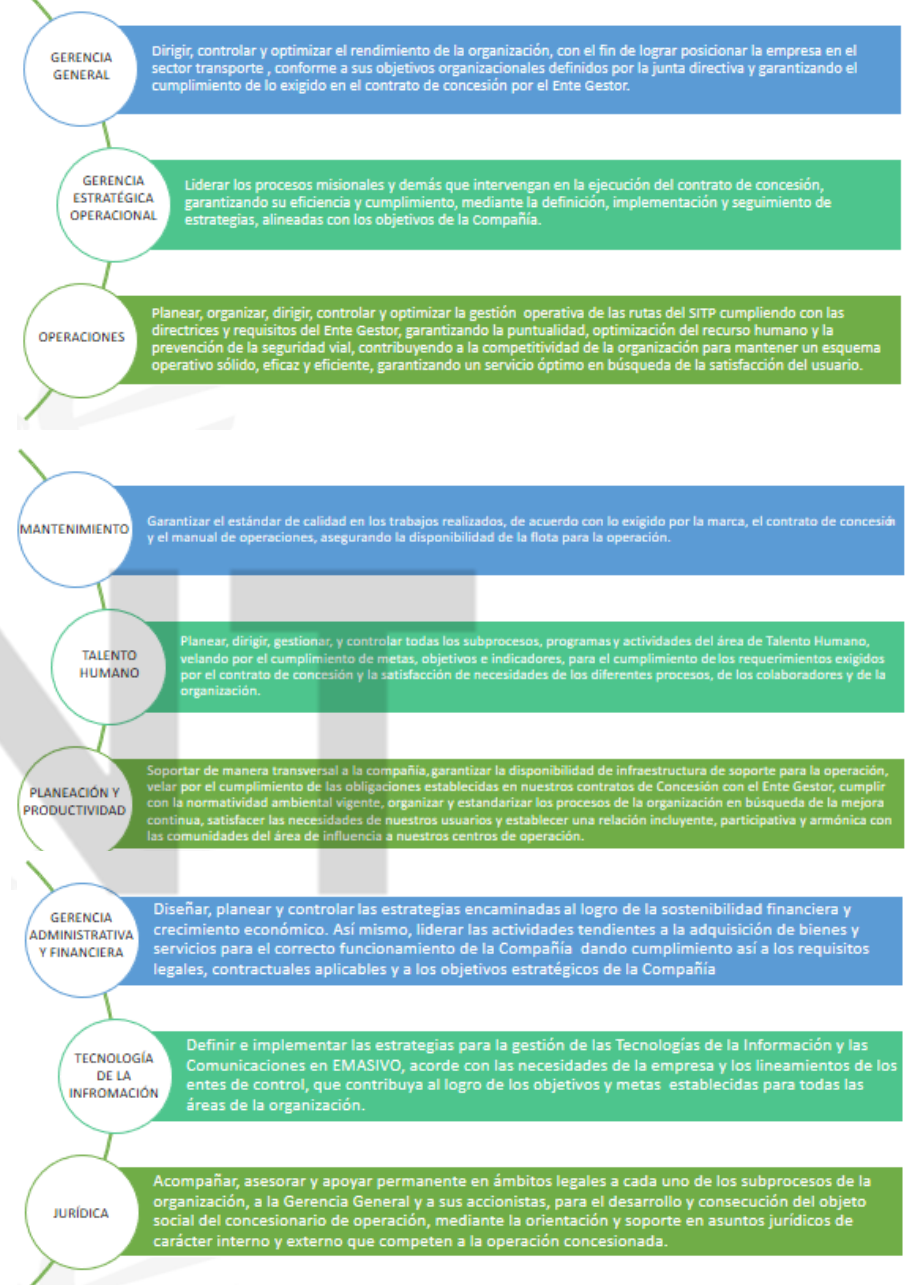 GERENCIA
GENERAL
Dirigir, controlar y optimizar el rendimiento de la organización, con el fin de lograr posicionar la empresa en el
sector transporte , conforme a sus objetivos organizacionales definidos por la junta directiva y garantizando el
cumplimiento de lo exigido en el contrato de concesión por el Ente Gestor.
GERENCIA
ESTRATÉGICA
OPERACIONAL
Liderar los procesos misionales y demás que intervengan en la ejecución del contrato de concesión,
garantizando su eficiencia y cumplimiento, mediante la definición, implementación y seguimiento de
estrategias, alineadas con los objetivos de la Compañía.
OPERACIONES
Planear, organizar, dirigir, controlar y optimizar la gestión operativa de las rutas del SITP cumpliendo con las
directrices y requisitos del Ente Gestor, garantizando la puntualidad, optimización del recurso humano y la
prevención de la seguridad vial, contribuyendo a la competitividad de la organización para mantener un esquema
operativo sólido, eficaz y eficiente, garantizando un servicio óptimo en búsqueda de la satisfacción del usuario.
MANTENIMIENTO
Garantizar el estándar de calidad en los trabajos realizados, de acuerdo con lo exigido por la marca, el contrato de concesión
y el manual de operaciones, asegurando la disponibilidad de la flota para la operación.
TALENTO
HUMANO
Planear, dirigir, gestionar, y controlar todas los subprocesos, programas y actividades del área de Talento Humano,
velando por el cumplimiento de metas, objetivos e indicadores, para el cumplimiento de los requerimientos exigidos
por el contrato de concesión y la satisfacción de necesidades de los diferentes procesos, de los colaboradores y de la
organización.
PLANEACIÓN Y
PRODUCTIVIDAD
Soportar de manera transversal a la compañía, garantizar la disponibilidad de infraestructura de soporte para la operación,
velar por el cumplimiento de las obligaciones establecidas en nuestros contratos de Concesión con el Ente Gestor, cumplir
con la normatividad ambiental vigente, organizar y estandarizar los procesos de la organización en búsqueda de la mejora
continua, satisfacer las necesidades de nuestros usuarios y establecer una relación incluyente, participativa y armónica con
las comunidades del área de influencia a nuestros centros de operación.
GERENCIA
ADMINISTRATIVA
Y FINANCIERA
Diseñar, planear y controlar las estrategias encaminadas al logro de la sostenibilidad financiera y
crecimiento económico. Así mismo, liderar las actividades tendientes a la adquisición de bienes y
servicios para el correcto funcionamiento de la Compañía dando cumplimiento así a los requisitos
legales, contractuales aplicables y a los objetivos estratégicos de la Compañía
TECNOLOGÍA
DE LA
INFROMACIÓN
Definir e implementar las estrategias para la gestión de las Tecnologías de la Información y las
Comunicaciones en EMASIVO, acorde con las necesidades de la empresa y los lineamientos de los
entes de control, que contribuya al logro de los objetivos y metas establecidas para todas las
áreas de la organización.
JURÍDICA
Acompañar, asesorar y apoyar permanente en ámbitos legales a cada uno de los subprocesos de la
organización, a la Gerencia General y a sus accionistas, para el desarrollo y consecución del objeto
social del concesionario de operación, mediante la orientación y soporte en asuntos jurídicos de
carácter interno y externo que competen a la operación concesionada.
NT